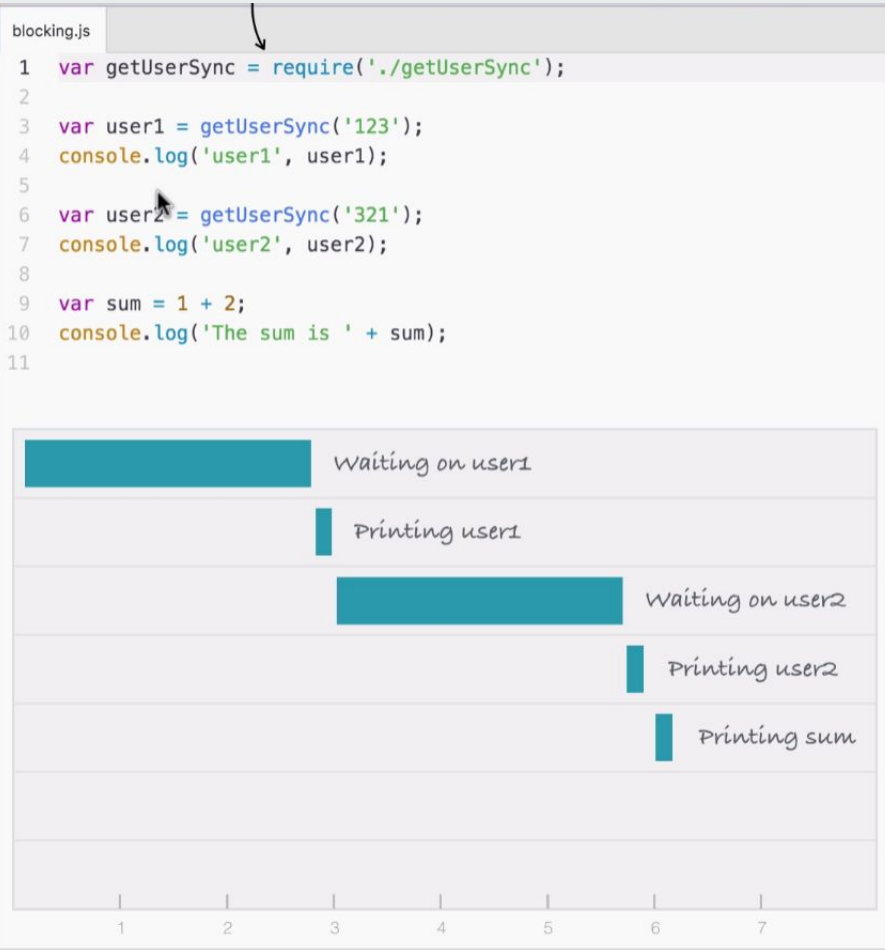 blocking.js
1 var getUserSync = require('./getUserSync');
2
3 var user1 = getUserSync('123');
4 console.log('user1', user1);
5
6 var user2 = getUserSync('321');
7 console.log('user2', user2);
8
9 var sum = 1 + 2;
10 console.log('The sum is ' + sum);
11
Waiting on user1
Printing user1
Waiting on user2
Printing user2
Printing sum
1 2 3 4 5 6 7